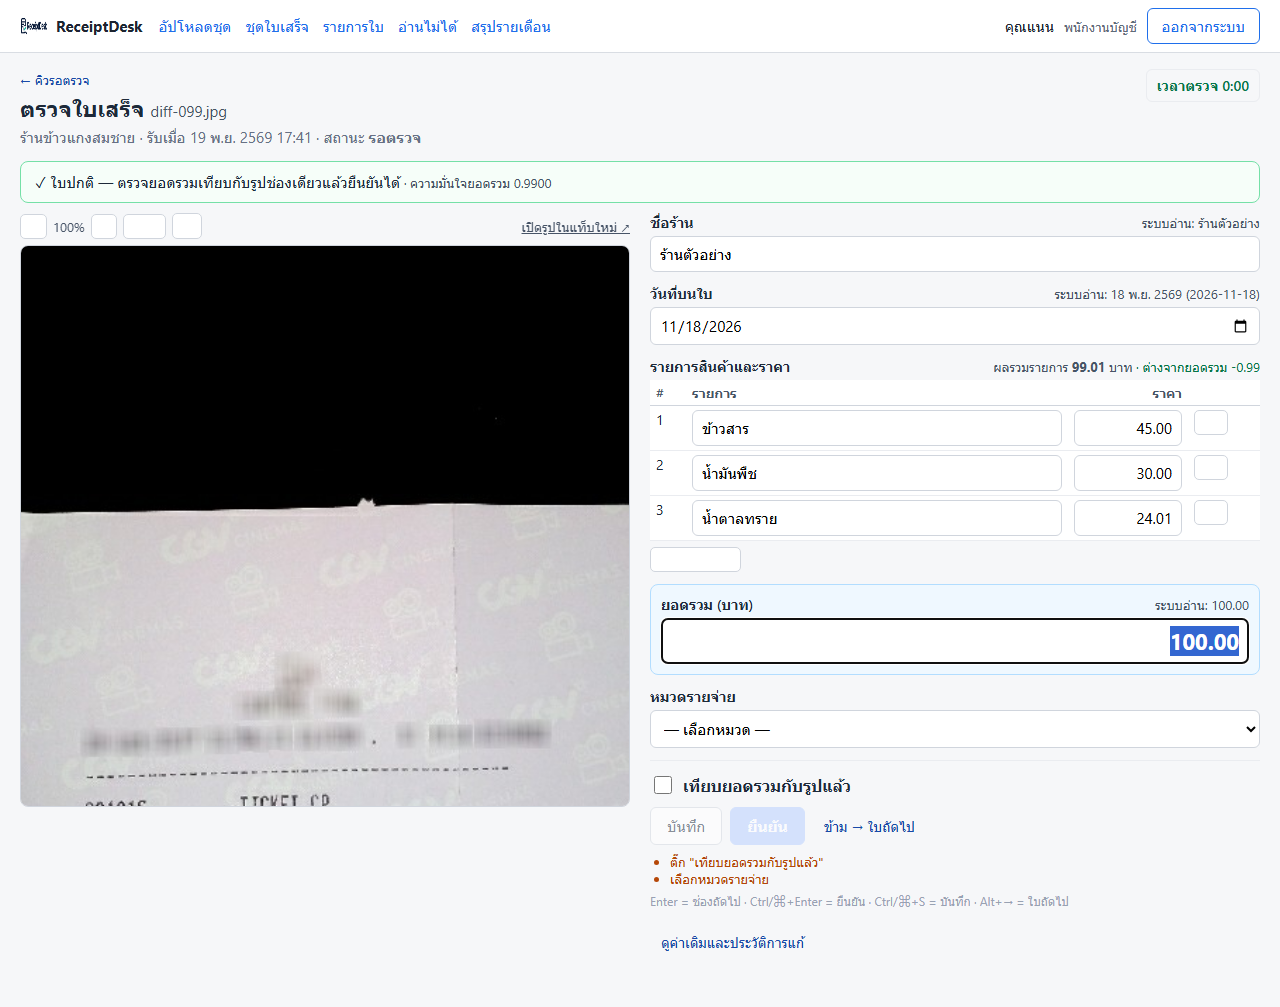 ReceiptDesk อัปโหลดชุด ชุดใบเสร็จ รายการใบ อ่านไม่ได้ สรุปรายเดือน คุณแนน พนักงานบัญชี ออกจากระบบ
← คิวรอตรวจ
เวลาตรวจ 0:00
ตรวจใบเสร็จ diff-099.jpg
ร้านข้าวแกงสมชาย · รับเมื่อ 19 พ.ย. 2569 17:41 · สถานะ รอตรวจ
✓ ใบปกติ — ตรวจยอดรวมเทียบกับรูปช่องเดียวแล้วยืนยันได้ · ความมั่นใจยอดรวม 0.9900
100% เปิดรูปในแท็บใหม่ ↗
CGV CINEMAS
CGV CINEMAS
CGV CINEMAS
CGV CINEMAS
TICKET CP
ชื่อร้าน ระบบอ่าน: ร้านตัวอย่าง
ร้านตัวอย่าง
วันที่บนใบ ระบบอ่าน: 18 พ.ย. 2569 (2026-11-18)
11/18/2026
รายการสินค้าและราคา ผลรวมรายการ 99.01 บาท · ต่างจากยอดรวม -0.99
# รายการ ราคา
1 ข้าวสาร 45.00
2 น้ำมันพืช 30.00
3 น้ำตาลทราย 24.01
ยอดรวม (บาท) ระบบอ่าน: 100.00
100.00
หมวดรายจ่าย
— เลือกหมวด —
เทียบยอดรวมกับรูปแล้ว
บันทึก ยืนยัน ข้าม → ใบถัดไป
• ติ๊ก "เทียบยอดรวมกับรูปแล้ว"
• เลือกหมวดรายจ่าย
Enter = ช่องถัดไป · Ctrl/⌘+Enter = ยืนยัน · Ctrl/⌘+S = บันทึก · Alt+→ = ใบถัดไป
ดูค่าเดิมและประวัติการแก้